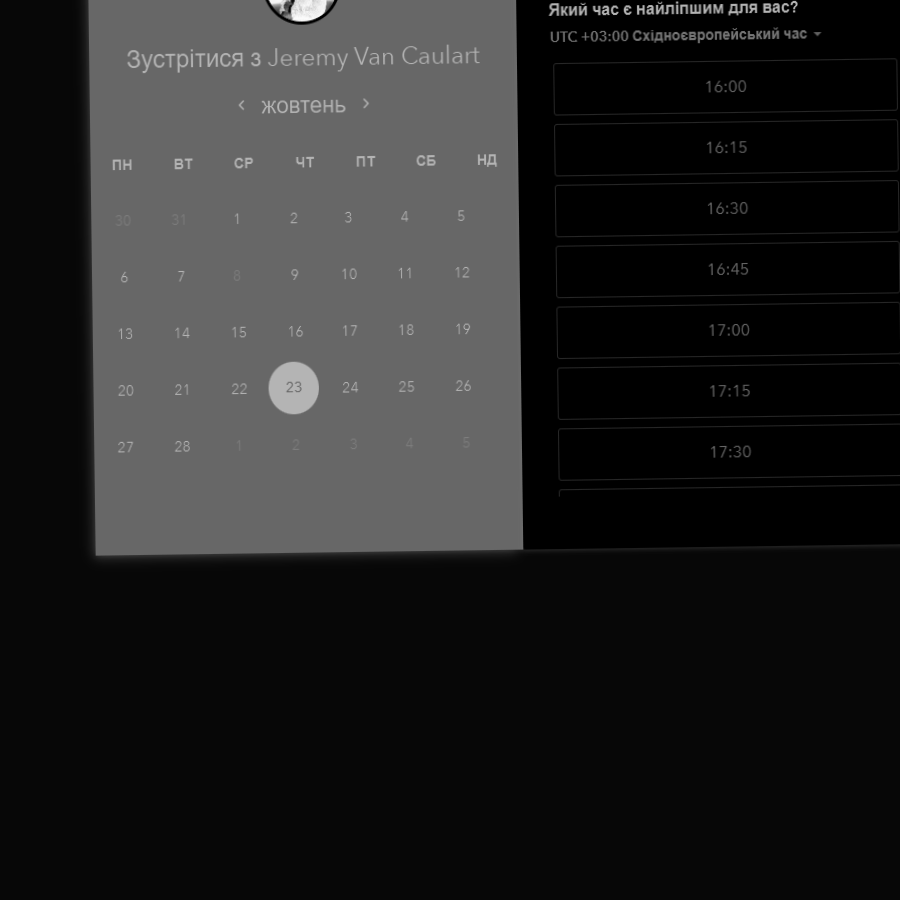 Зустрітися з Jeremy Van Caulart
‹ жовтень ›
ПН ВТ СР ЧТ ПТ СБ НД
30 31 1 2 3 4 5
6 7 8 9 10 11 12
13 14 15 16 17 18 19
20 21 22 23 24 25 26
27 28 1 2 3 4 5
Який час є найліпшим для вас?
UTC +03:00 Східноєвропейський час
16:00
16:15
16:30
16:45
17:00
17:15
17:30